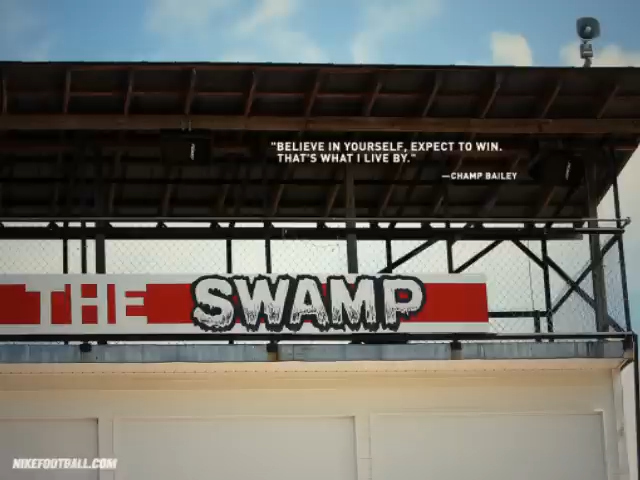 "BELIEVE IN YOURSELF, EXPECT TO WIN.
THAT'S WHAT I LIVE BY."
—CHAMP BAILEY
THE SWAMP
NIKEFOOTBALL.COM